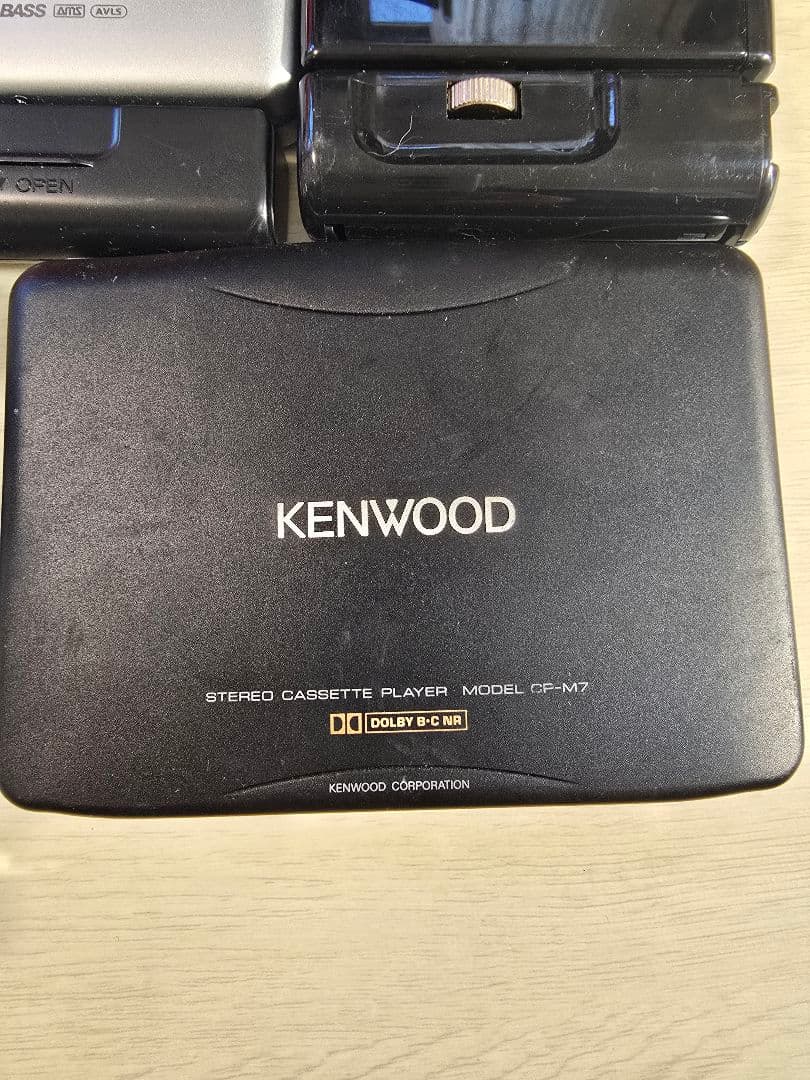 BASS AMS AVLS
OPEN
KENWOOD
STEREO CASSETTE PLAYER MODEL CP-M7
DOLBY B·C NR
KENWOOD CORPORATION